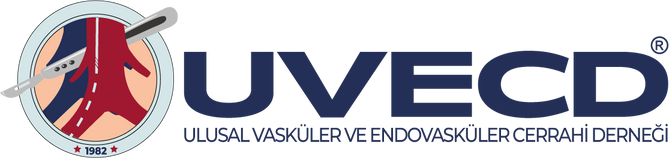 UVECD®
ULUSAL VASKÜLER VE ENDOVASKÜLER CERRAHİ DERNEĞİ
1982